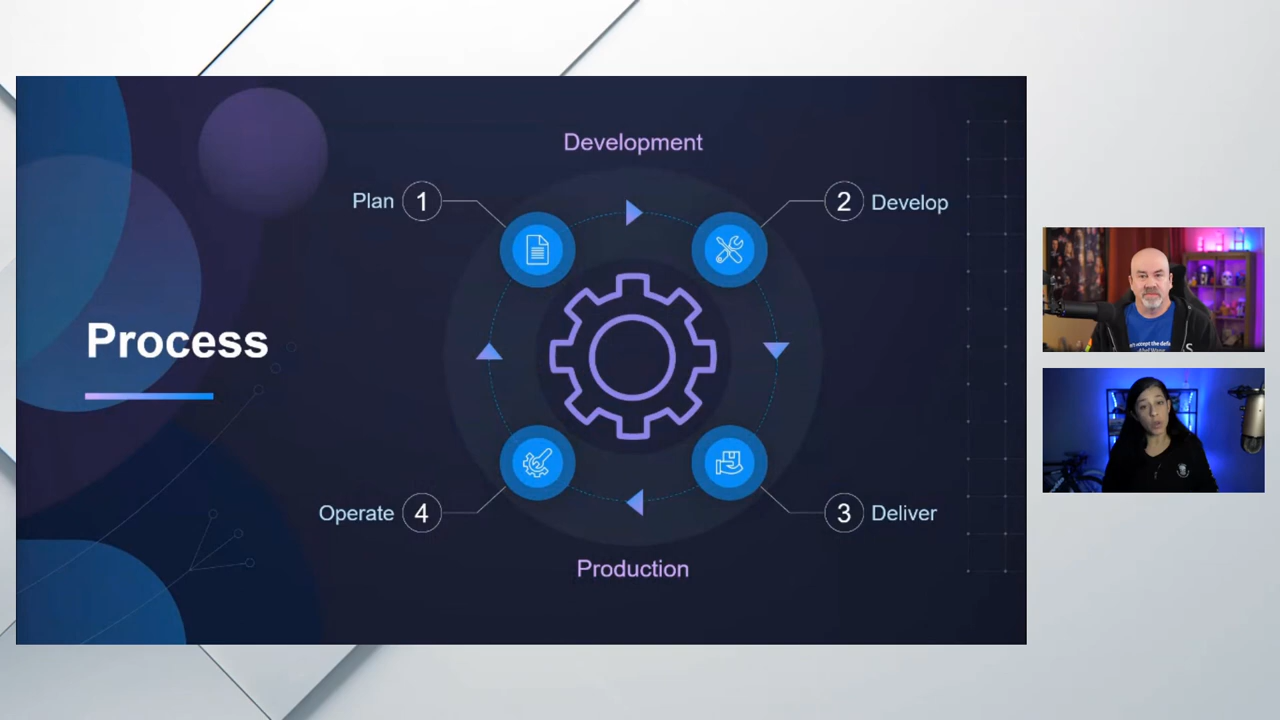 Development
Plan 1
2 Develop
Process
Operate 4
3 Deliver
Production